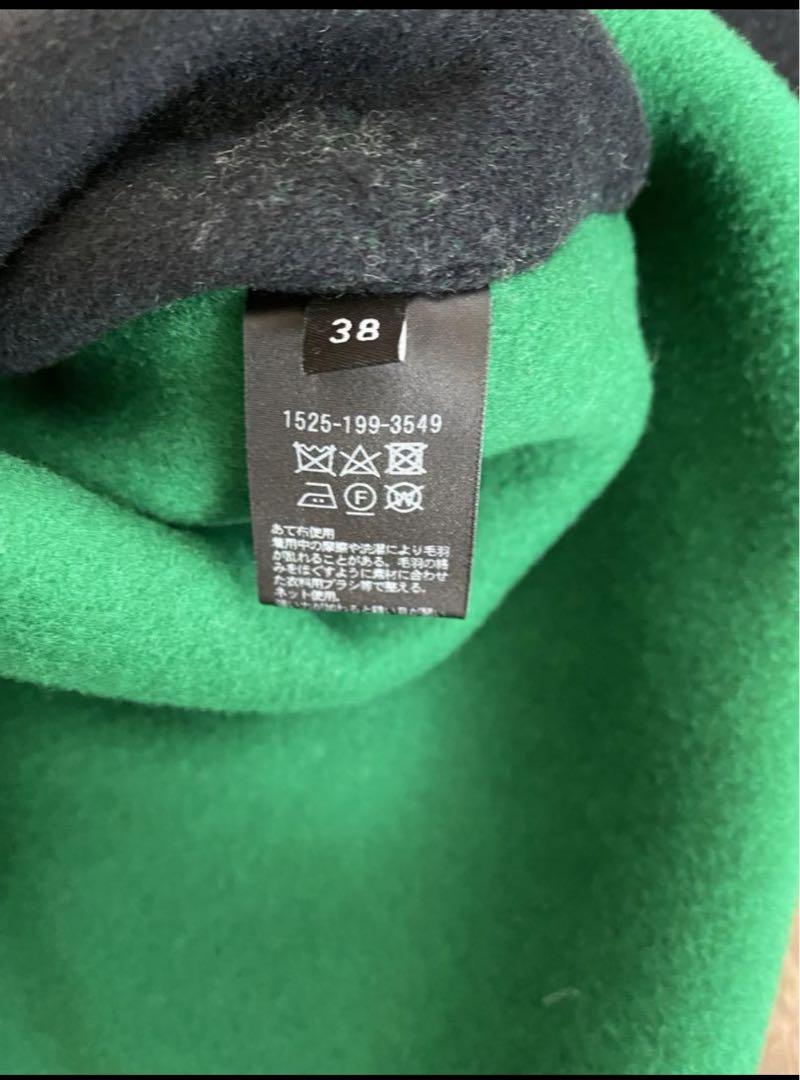 38
1525-199-3549
F
W
あて布使用
着用中の摩擦や洗濯により毛羽
が乱れることがある。毛羽の絡
みをほぐすように素材に合わせ
た衣料用ブラシ等で整える。
ネット使用。